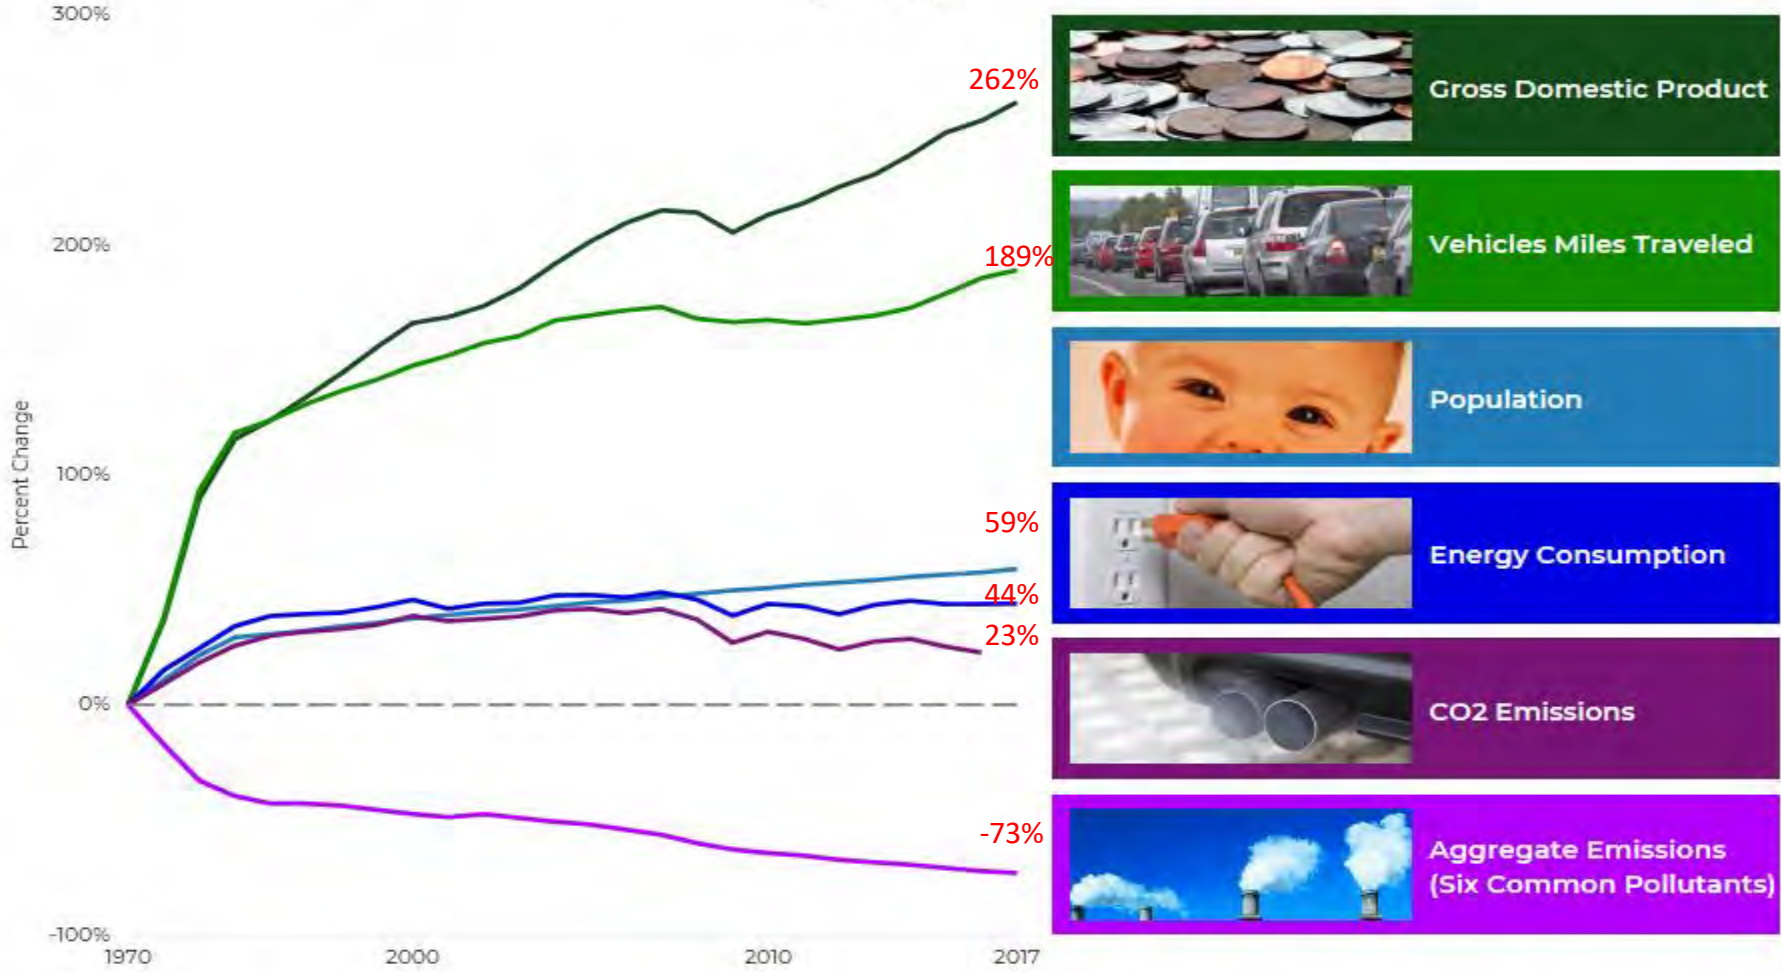 300%
262%
Gross Domestic Product
200%
189%
Vehicles Miles Traveled
Population
Percent Change
100%
59%
Energy Consumption
44%
23%
0%
CO2 Emissions
-73%
Aggregate Emissions
(Six Common Pollutants)
-100%
1970
2000
2010
2017